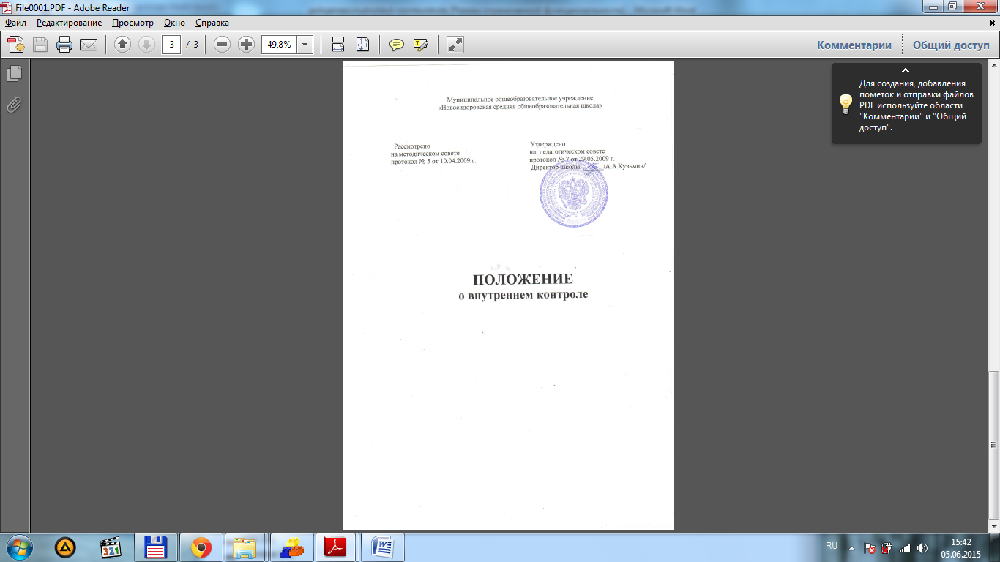 File0001.PDF - Adobe Reader
Файл Редактирование Просмотр Окно Справка
3 / 3
49,8%
Комментарии
Общий доступ
Для создания, добавления
пометок и отправки файлов
PDF используйте области
"Комментарии" и "Общий
доступ".
Муниципальное общеобразовательное учреждение
«Новосидоровская средняя общеобразовательная школа»
Рассмотрено
на методическом совете
протокол № 5 от 10.04.2009 г.
Утверждено
на педагогическом совете
протокол № 7 от 29.05.2009 г.
Директор школы: ______/А.А.Кузьмин/
ПОЛОЖЕНИЕ
о внутреннем контроле
321
RU
15:42
05.06.2015